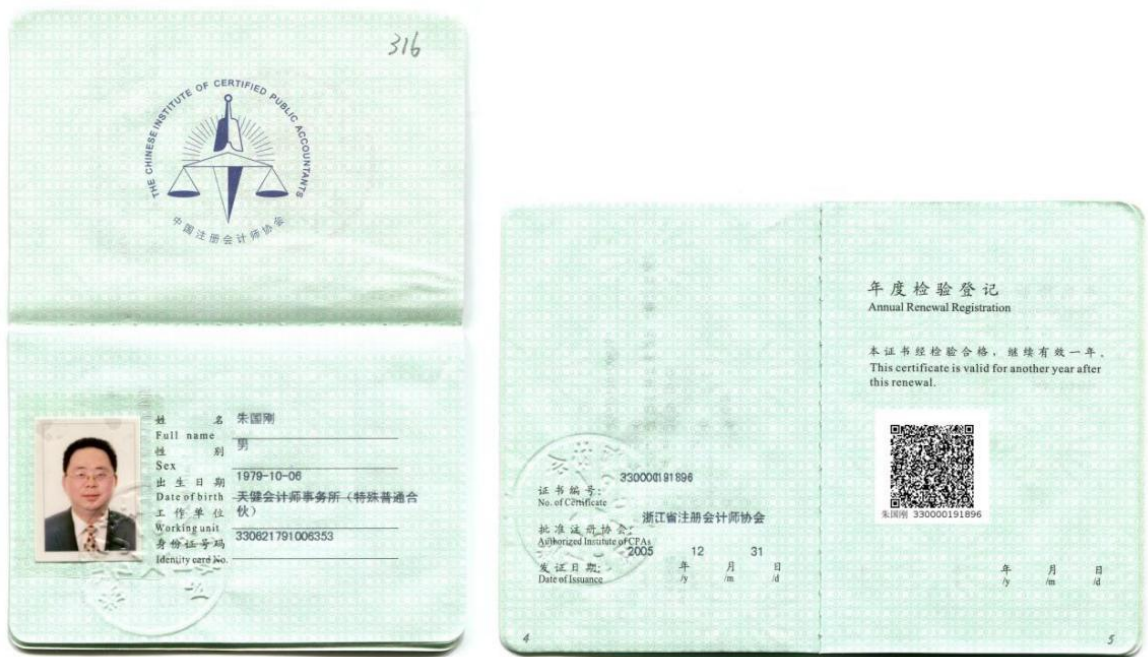 316
THE CHINESE INSTITUTE OF CERTIFIED PUBLIC ACCOUNTANTS
中国注册会计师协会
姓 名 朱国刚
Full name
性 别 男
Sex
出生日期 1979-10-06
Date of birth
工作单位 天健会计师事务所（特殊普通合
伙）
Working unit
身份证号码 330621791006353
Identity card No.
证书编号: 330000191896
No. of Certificate
批准注册协会: 浙江省注册会计师协会
Authorized Institute of CPAs
发证日期: 2005 年 12 月 31 日
Date of Issuance /y /m /d
4
年度检验登记
Annual Renewal Registration
本证书经检验合格，继续有效一年。
This certificate is valid for another year after
this renewal.
朱国刚 330000191896
年 月 日
/y /m /d
5